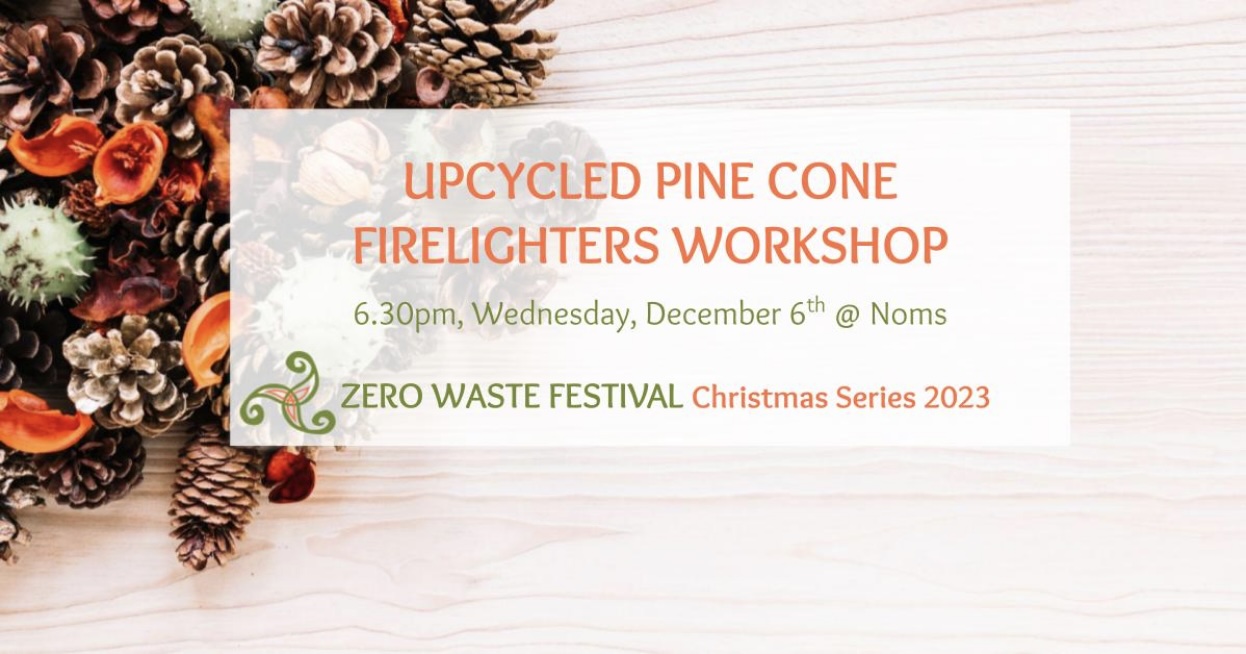 UPCYCLED PINE CONE
FIRELIGHTERS WORKSHOP
6.30pm, Wednesday, December 6th @ Noms
ZERO WASTE FESTIVAL Christmas Series 2023